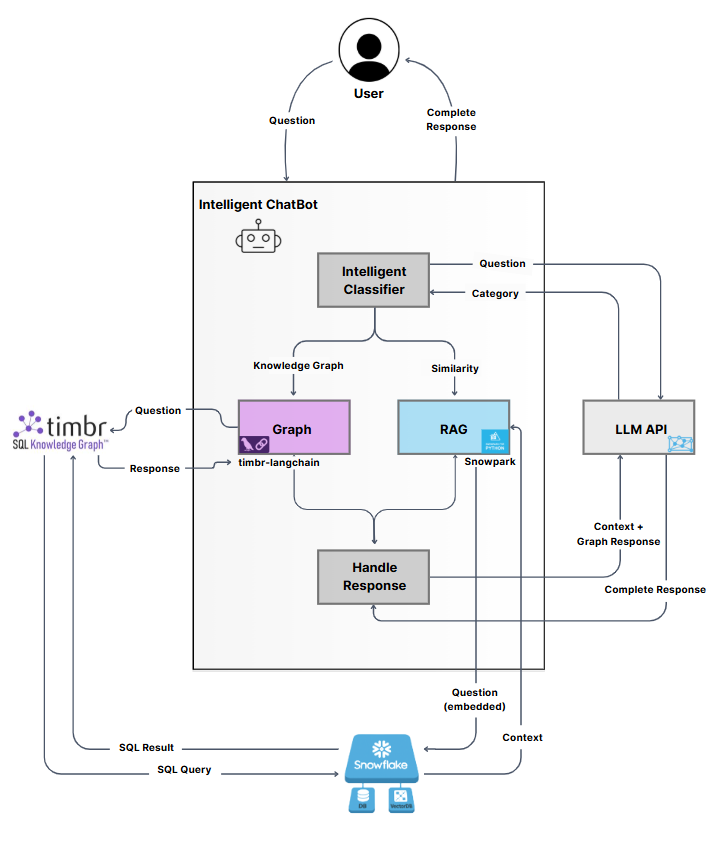 User
Question
Complete
Response
Intelligent ChatBot
Intelligent
Classifier
Question
Category
Knowledge Graph
Similarity
Question
timbr
SQL Knowledge Graph™
Response
Graph
timbr-langchain
RAG
PYTHON
Snowpark
LLM API
Context +
Graph Response
Handle
Response
Complete Response
Question
(embedded)
Context
SQL Result
SQL Query
Snowflake
DB
VectorDB